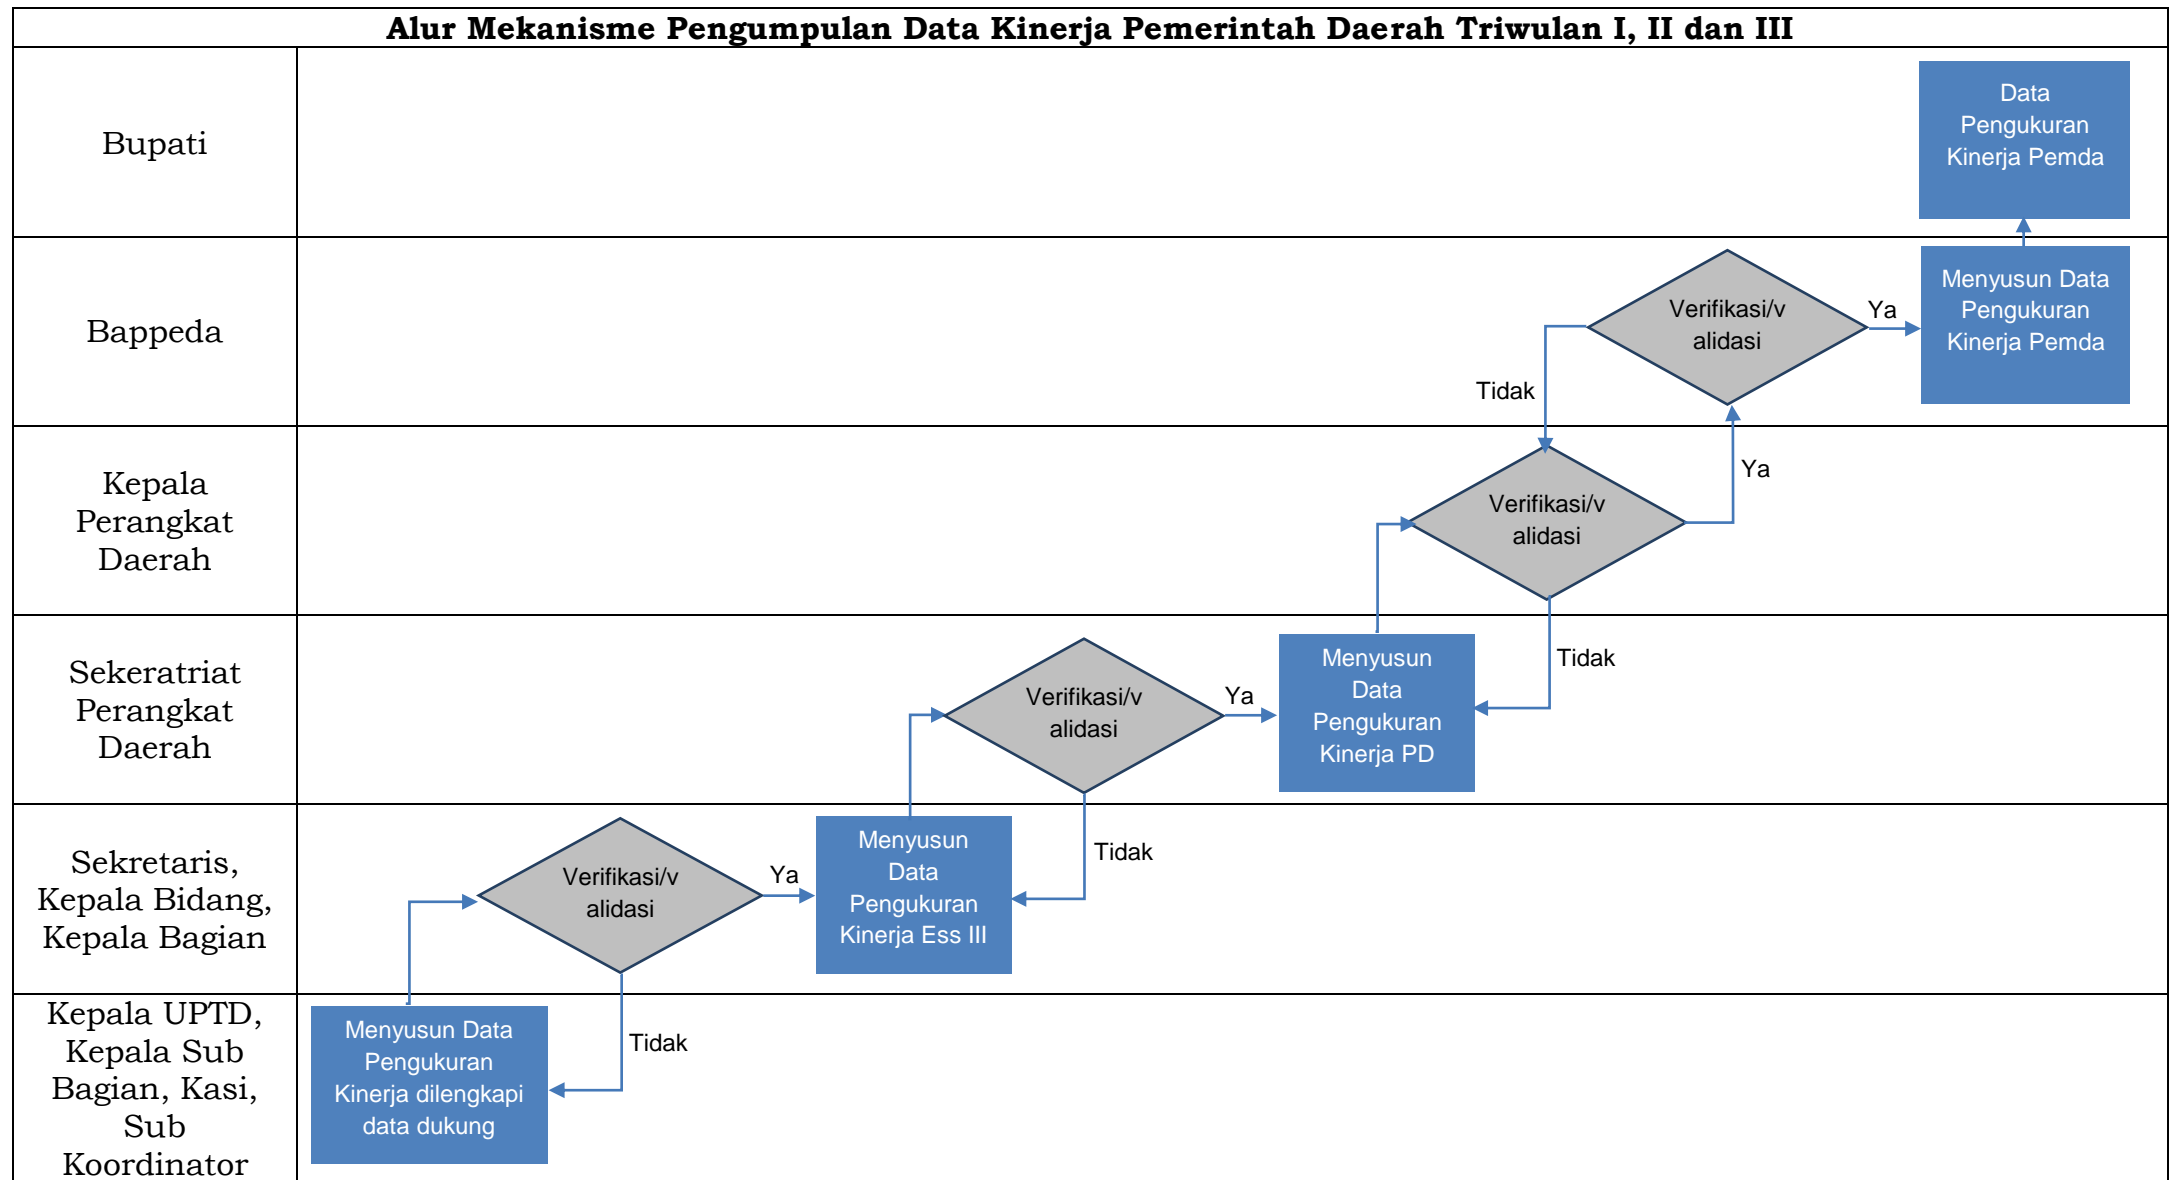 Alur Mekanisme Pengumpulan Data Kinerja Pemerintah Daerah Triwulan I, II dan III
Bupati
Data
Pengukuran
Kinerja Pemda
Bappeda
Verifikasi/v
alidasi
Ya
Menyusun Data
Pengukuran
Kinerja Pemda
Tidak
Kepala
Perangkat
Daerah
Verifikasi/v
alidasi
Ya
Tidak
Sekeratriat
Perangkat
Daerah
Verifikasi/v
alidasi
Ya
Menyusun
Data
Pengukuran
Kinerja PD
Tidak
Sekretaris,
Kepala Bidang,
Kepala Bagian
Verifikasi/v
alidasi
Ya
Menyusun
Data
Pengukuran
Kinerja Ess III
Tidak
Kepala UPTD,
Kepala Sub
Bagian, Kasi,
Sub
Koordinator
Menyusun Data
Pengukuran
Kinerja dilengkapi
data dukung